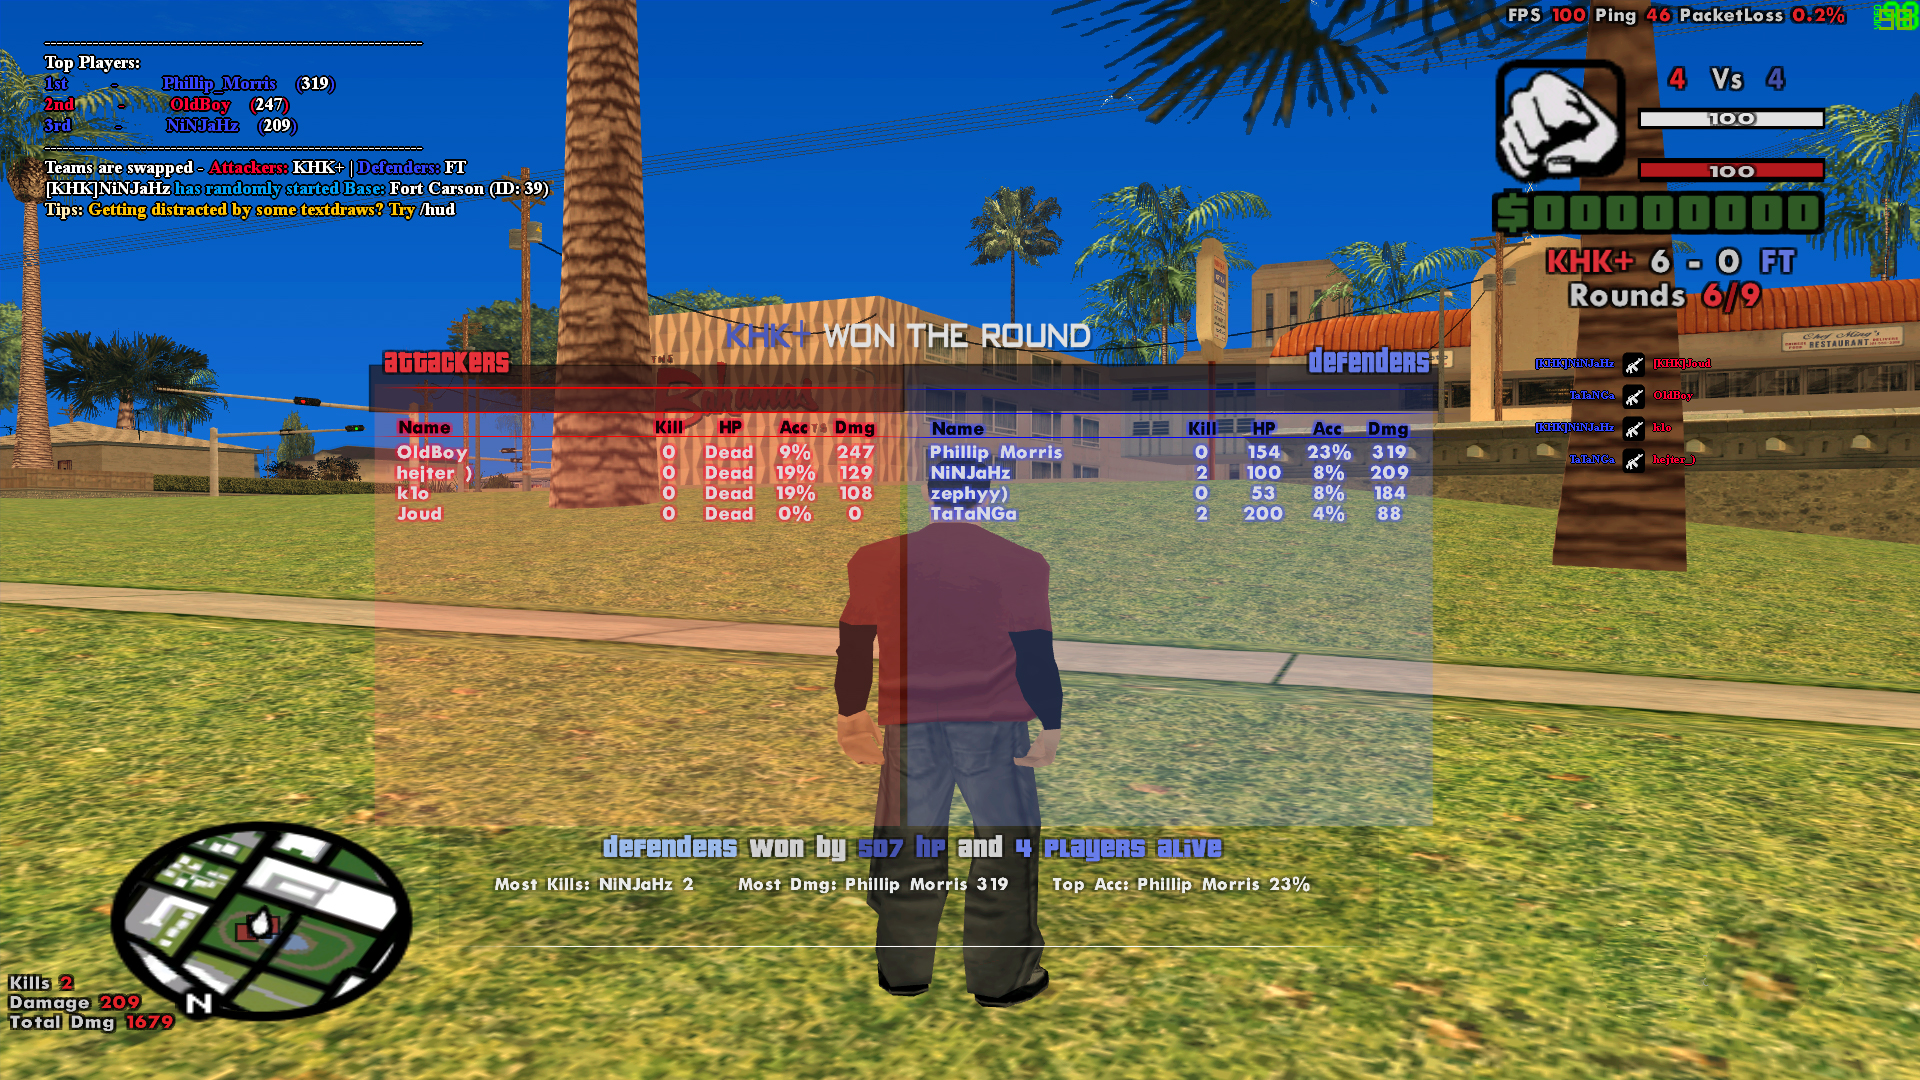 FPS 100 Ping 46 PacketLoss 0.2%
98
Top Players:
1st - Phillip_Morris (319)
2nd - OldBoy (247)
3rd - NiNJaHz (209)
Teams are swapped - Attackers: KHK+ | Defenders: FT
[KHK]NiNJaHz has randomly started Base: Fort Carson (ID: 39)
Tips: Getting distracted by some textdraws? Try /hud
4 Vs 4
100
100
$00000000
KHK+ 6 - 0 FT
Rounds 6/9
KHK+ WON THE ROUND
attackers
defenders
Bahamas
Chef Ming's
RESTAURANT
[KHK]NiNJaHz [KHK]Joud
TaTaNGa OldBoy
[KHK]NiNJaHz k1o
TaTaNGa hejter_)
Name Kill HP Acc Dmg
OldBoy 0 Dead 9% 247
hejter ) 0 Dead 19% 129
k1o 0 Dead 19% 108
Joud 0 Dead 0% 0
Name Kill HP Acc Dmg
Phillip Morris 0 154 23% 319
NiNJaHz 2 100 8% 209
zephyy) 0 53 8% 184
TaTaNGa 2 200 4% 88
defenders won by 507 hp and 4 players alive
Most Kills: NiNJaHz 2 Most Dmg: Phillip Morris 319 Top Acc: Phillip Morris 23%
N
Kills 2
Damage 209
Total Dmg 1679